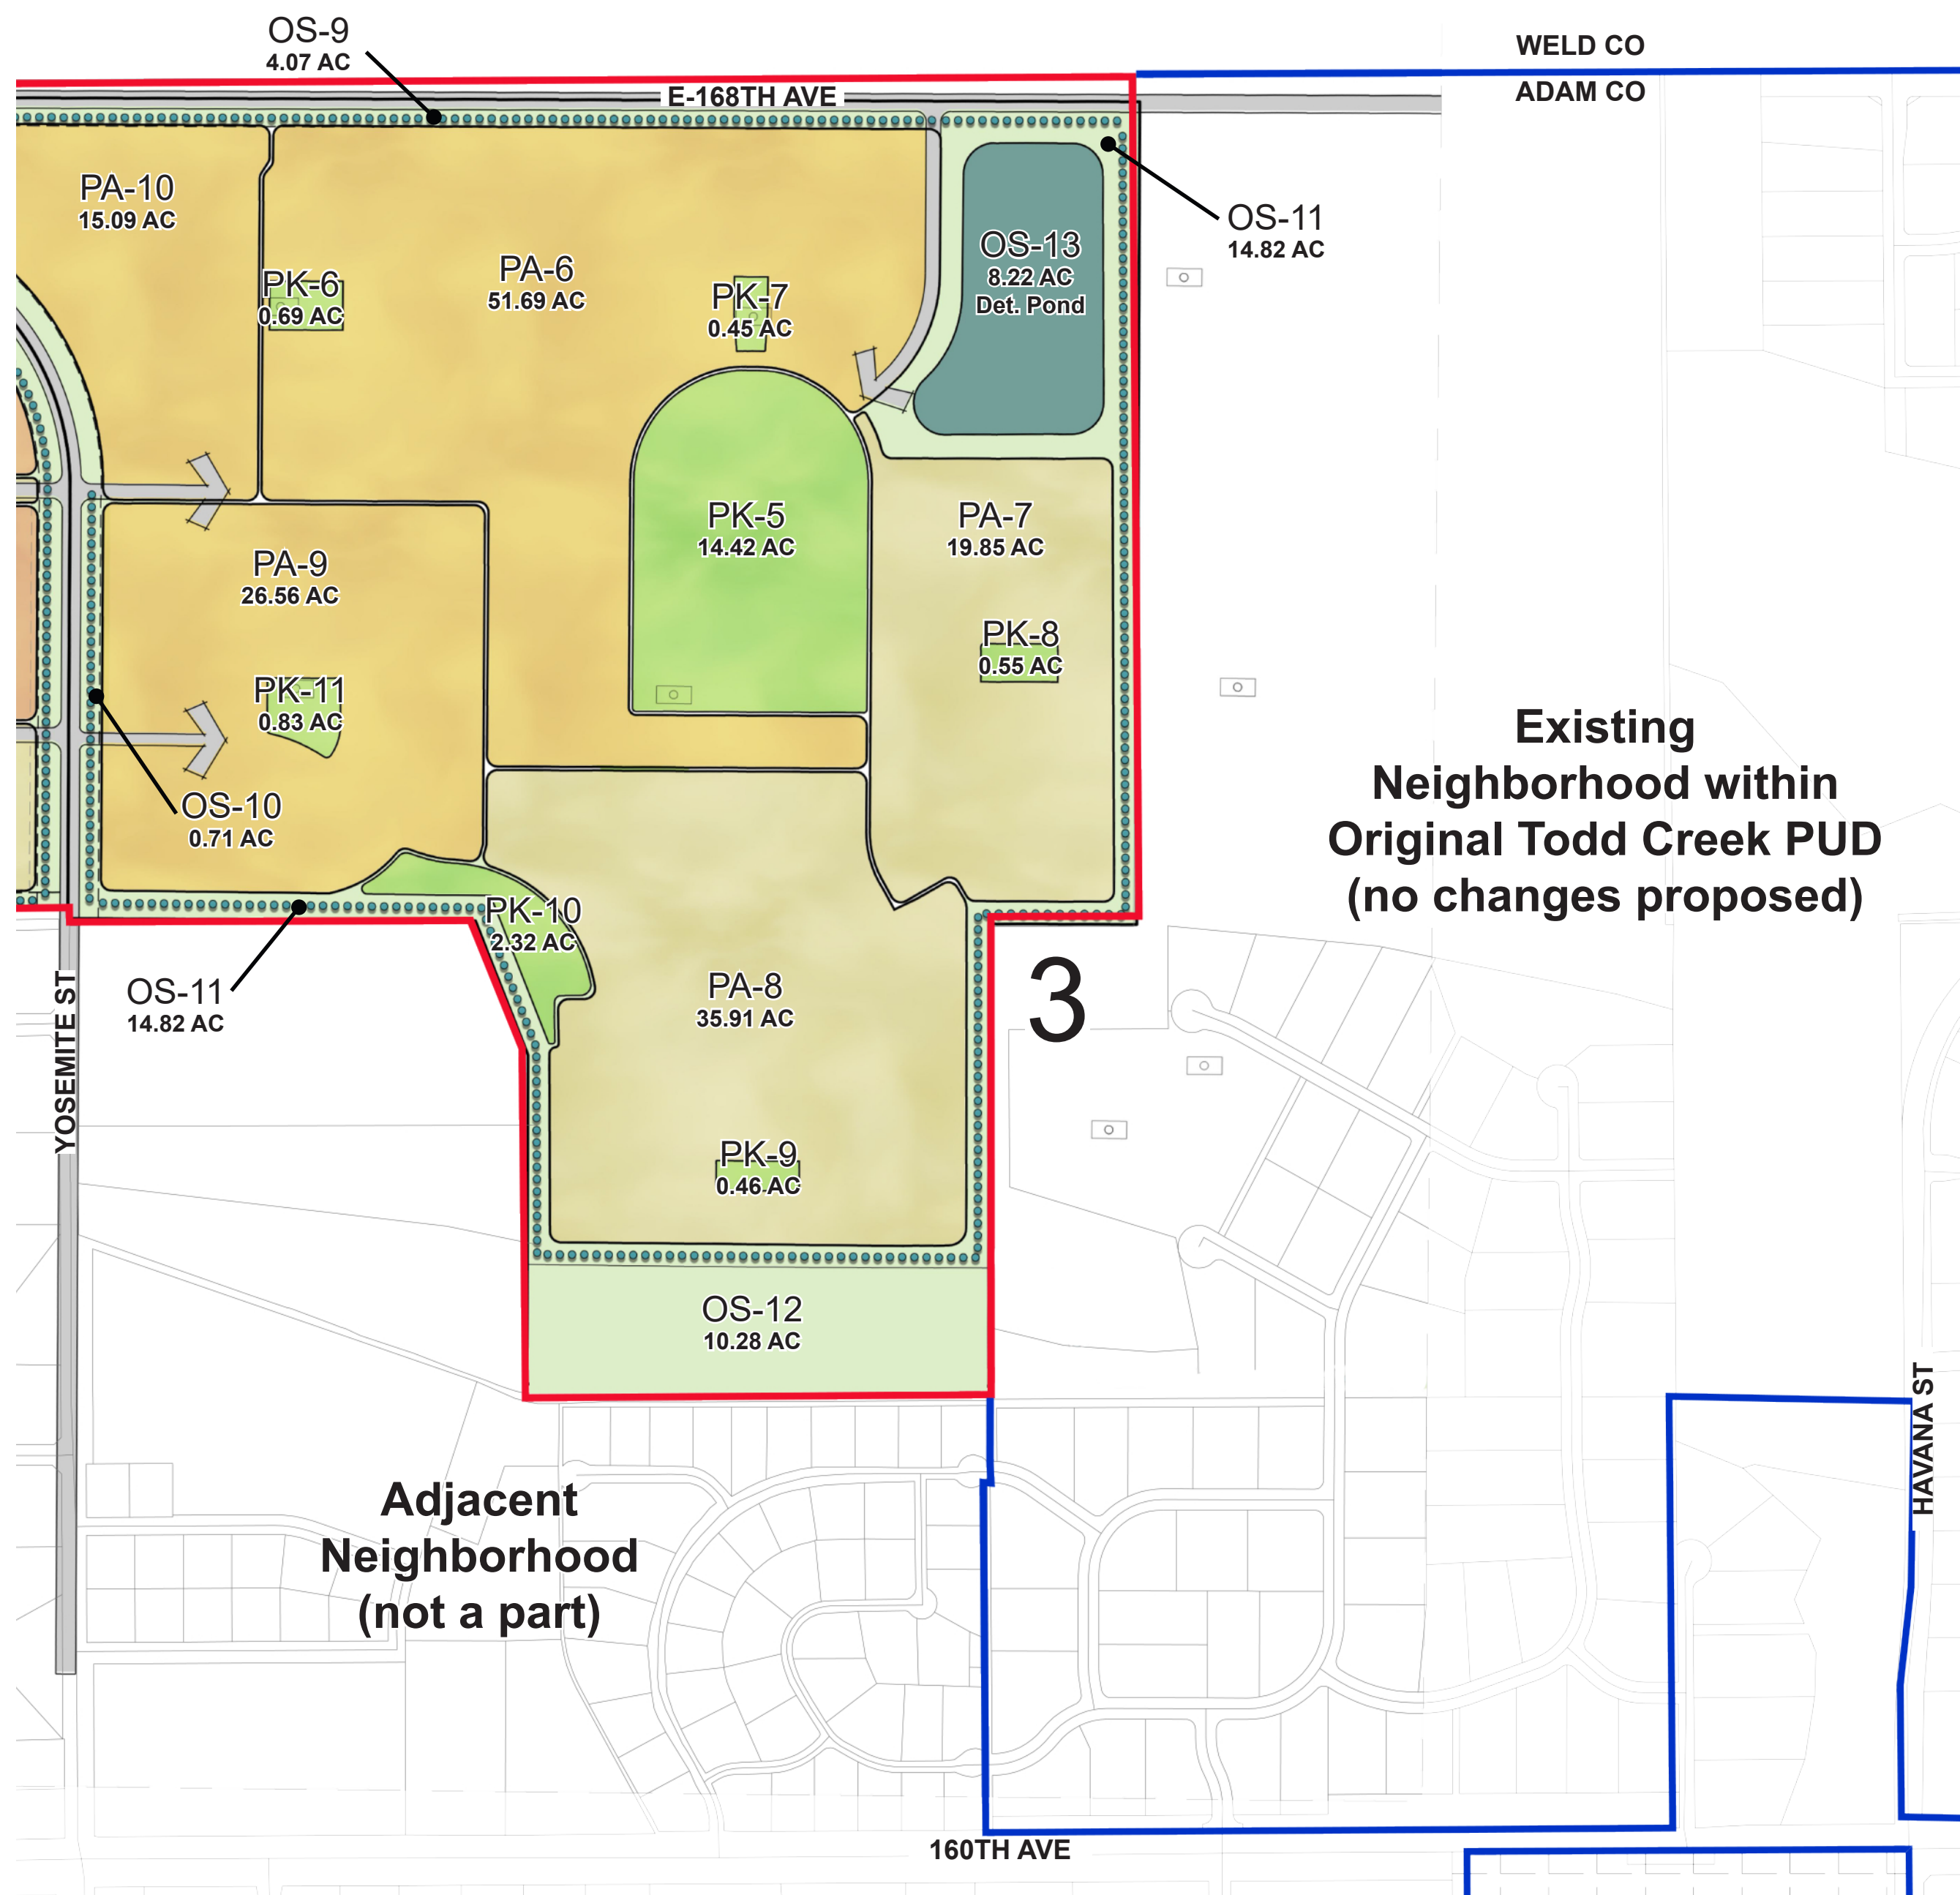 OS-9
4.07 AC
WELD CO
ADAM CO
E-168TH AVE
PA-10
15.09 AC
OS-11
14.82 AC
OS-13
8.22 AC
Det. Pond
PA-6
51.69 AC
PK-6
0.69 AC
PK-7
0.45 AC
PK-5
14.42 AC
PA-7
19.85 AC
PA-9
26.56 AC
PK-8
0.55 AC
PK-11
0.83 AC
Existing
Neighborhood within
Original Todd Creek PUD
(no changes proposed)
OS-10
0.71 AC
PK-10
2.32 AC
3
PA-8
35.91 AC
OS-11
14.82 AC
YOSEMITE ST
PK-9
0.46 AC
OS-12
10.28 AC
HAVANA ST
Adjacent
Neighborhood
(not a part)
160TH AVE